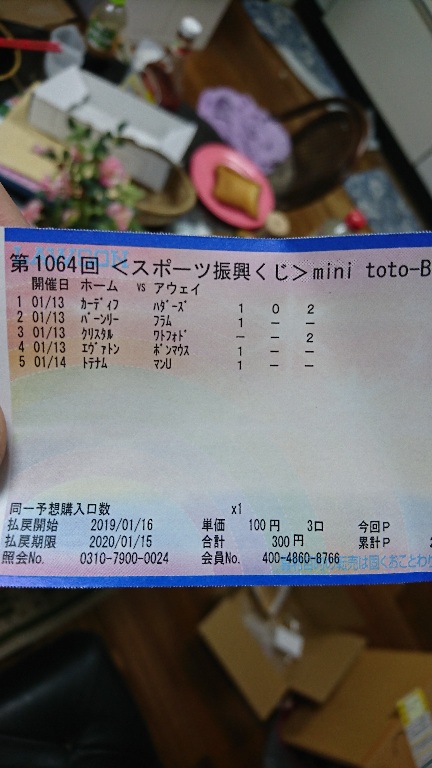 LAWSON
第1064回 <スポーツ振興くじ>mini toto-B
開催日 ホーム VS アウェイ
1 01/13 カーディフ ハダーズ 1 0 2
2 01/13 バーンリー フラム 1 － －
3 01/13 クリスタル ワトフォド － － 2
4 01/13 エヴァトン ボンマウス 1 － －
5 01/14 トテナム マンU 1 － －
同一予想購入口数 x1
払戻開始 2019/01/16 単価 100円 3口 今回P
払戻期限 2020/01/15 合計 300円 累計P
照会No. 0310-7900-0024 会員No. 400-4860-8766